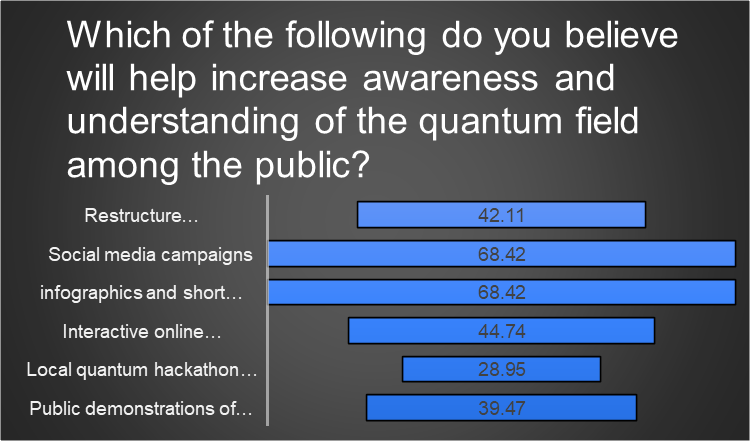 Which of the following do you believe
will help increase awareness and
understanding of the quantum field
among the public?
Restructure… 42.11
Social media campaigns 68.42
infographics and short… 68.42
Interactive online… 44.74
Local quantum hackathon… 28.95
Public demonstrations of… 39.47